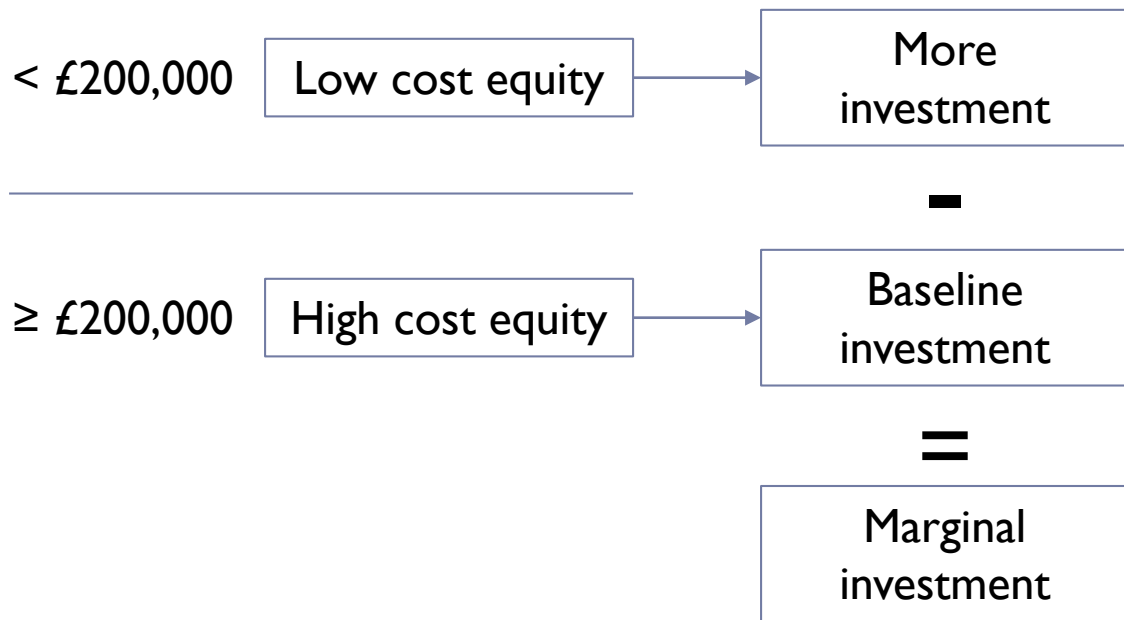 < £200,000
Low cost equity
More
investment
-
≥ £200,000
High cost equity
Baseline
investment
=
Marginal
investment